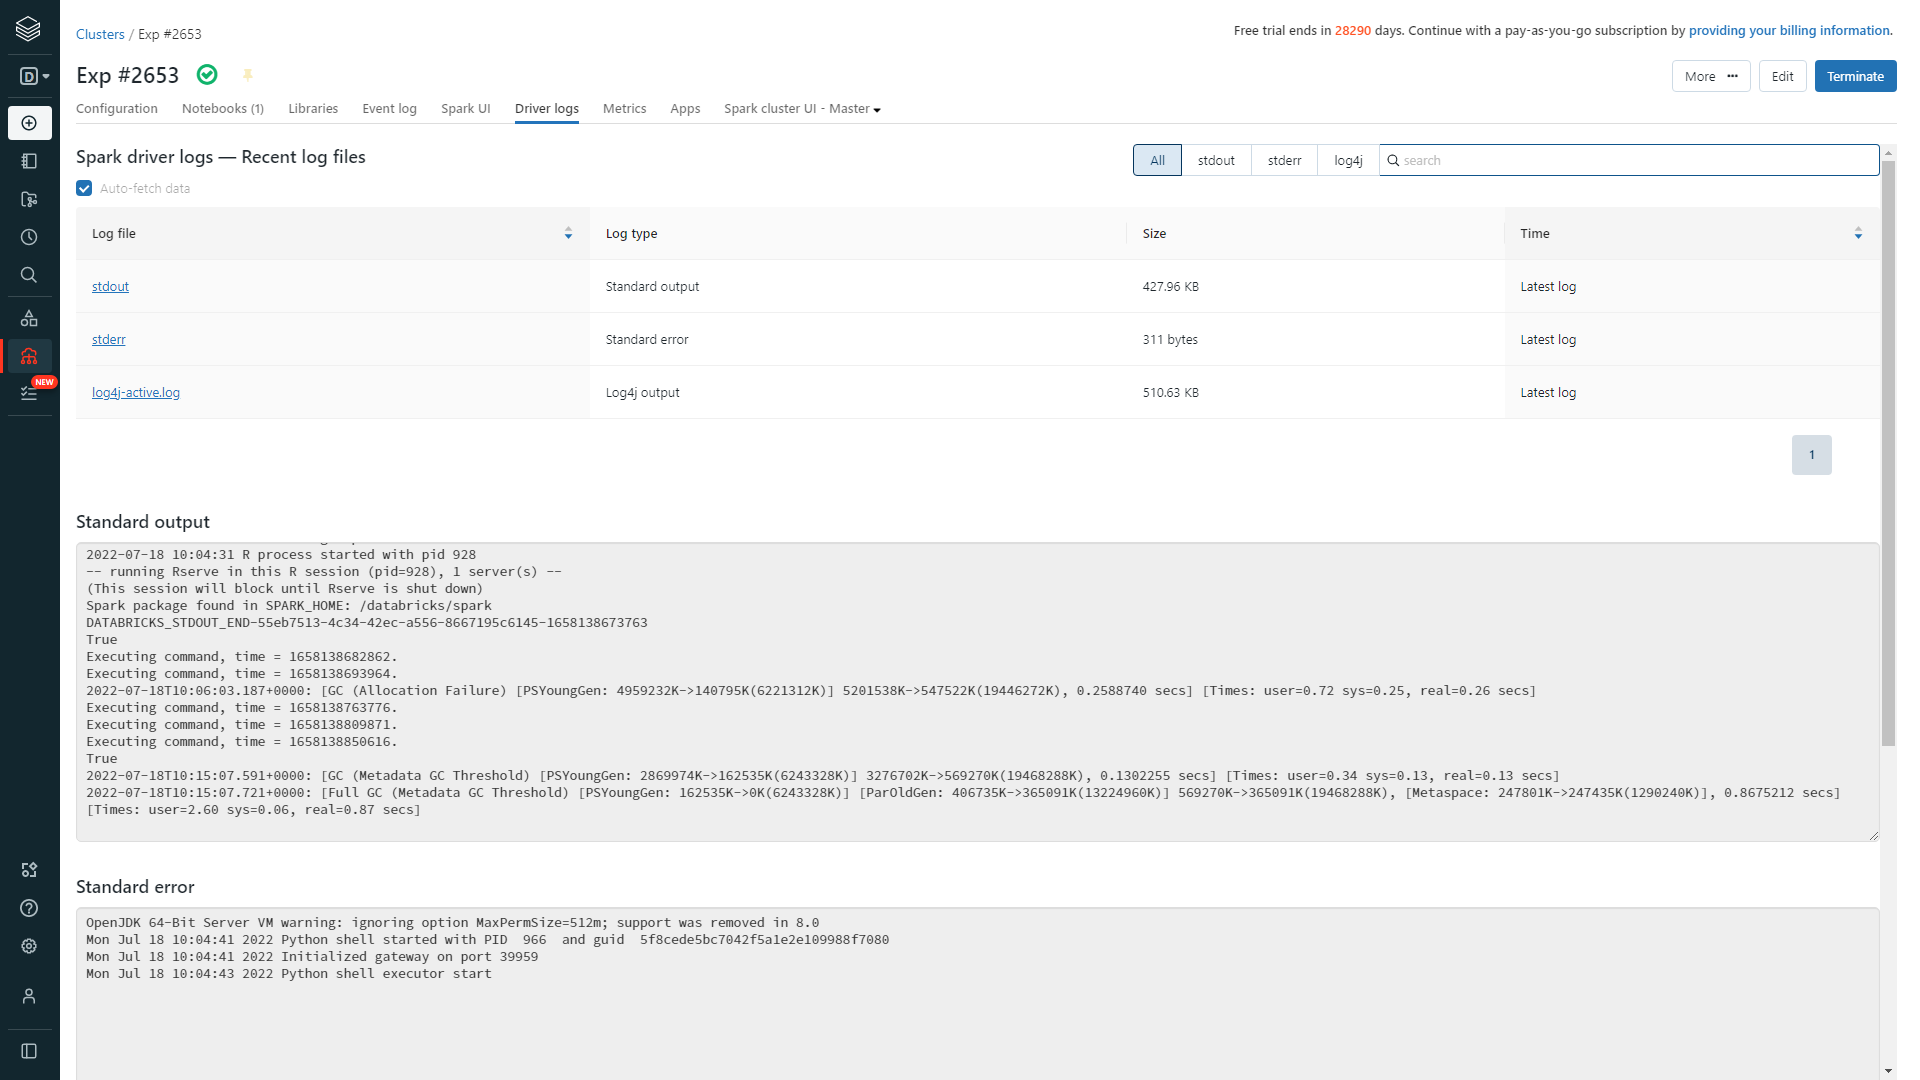 Clusters / Exp #2653
Free trial ends in 28290 days. Continue with a pay-as-you-go subscription by providing your billing information.
Exp #2653
More ··· Edit Terminate
Configuration Notebooks (1) Libraries Event log Spark UI Driver logs Metrics Apps Spark cluster UI - Master
D
Spark driver logs — Recent log files
All stdout stderr log4j search
Auto-fetch data
Log file Log type Size Time
stdout Standard output 427.96 KB Latest log
stderr Standard error 311 bytes Latest log
NEW
log4j-active.log Log4j output 510.63 KB Latest log
1
Standard output
2022-07-18 10:04:31 R process started with pid 928
-- running Rserve in this R session (pid=928), 1 server(s) --
(This session will block until Rserve is shut down)
Spark package found in SPARK_HOME: /databricks/spark
DATABRICKS_STDOUT_END-55eb7513-4c34-42ec-a556-8667195c6145-1658138673763
True
Executing command, time = 1658138682862.
Executing command, time = 1658138693964.
2022-07-18T10:06:03.187+0000: [GC (Allocation Failure) [PSYoungGen: 4959232K->140795K(6221312K)] 5201538K->547522K(19446272K), 0.2588740 secs] [Times: user=0.72 sys=0.25, real=0.26 secs]
Executing command, time = 1658138763776.
Executing command, time = 1658138809871.
Executing command, time = 1658138850616.
True
2022-07-18T10:15:07.591+0000: [GC (Metadata GC Threshold) [PSYoungGen: 2869974K->162535K(6243328K)] 3276702K->569270K(19468288K), 0.1302255 secs] [Times: user=0.34 sys=0.13, real=0.13 secs]
2022-07-18T10:15:07.721+0000: [Full GC (Metadata GC Threshold) [PSYoungGen: 162535K->0K(6243328K)] [ParOldGen: 406735K->365091K(13224960K)] 569270K->365091K(19468288K), [Metaspace: 247801K->247435K(1290240K)], 0.8675212 secs]
[Times: user=2.60 sys=0.06, real=0.87 secs]
Standard error
OpenJDK 64-Bit Server VM warning: ignoring option MaxPermSize=512m; support was removed in 8.0
Mon Jul 18 10:04:41 2022 Python shell started with PID  966  and guid  5f8cede5bc7042f5a1e2e109988f7080
Mon Jul 18 10:04:41 2022 Initialized gateway on port 39959
Mon Jul 18 10:04:43 2022 Python shell executor start